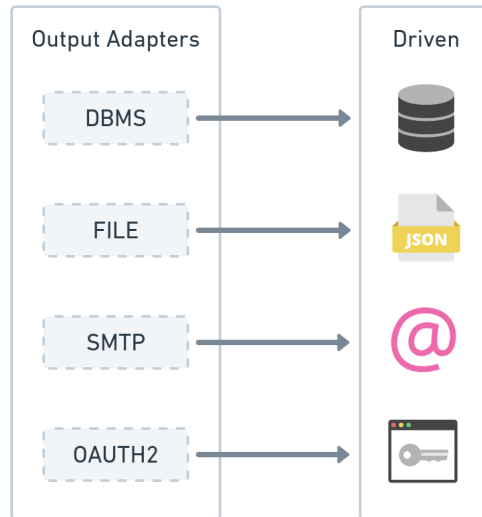 Output Adapters
Driven
DBMS
FILE
JSON
SMTP
@
OAUTH2